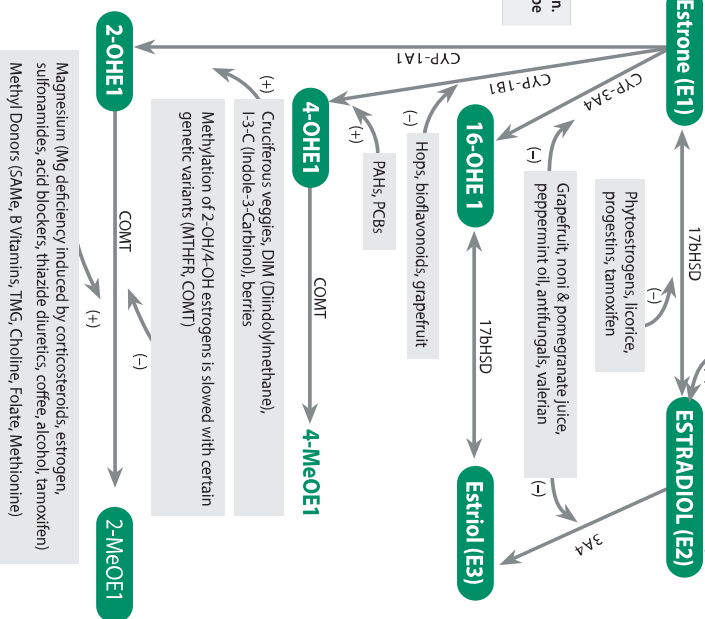 n.
be
Estrone (E1)
17bHSD
ESTRADIOL (E2)
Phytoestrogens, licorice,
progestins, tamoxifen
(–)
CYP-3A4
(–)
Grapefruit, noni & pomegranate juice,
peppermint oil, antifungals, valerian
(–)
3A4
16-OHE 1
17bHSD
Estriol (E3)
CYP-1B1
(–)
Hops, bioflavonoids, grapefruit
(+)
PAHs, PCBs
CYP-1A1
4-OHE1
COMT
4-MeOE1
(+)
Cruciferous veggies, DIM (Diindolylmethane),
I-3-C (Indole-3-Carbinol), berries
Methylation of 2-OH/4-OH estrogens is slowed with certain
genetic variants (MTHFR, COMT)
(–)
2-OHE1
COMT
2-MeOE1
(+)
Magnesium (Mg deficiency induced by corticosteroids, estrogen,
sulfonamides, acid blockers, thiazide diuretics, coffee, alcohol, tamoxifen)
Methyl Donors (SAMe, B Vitamins, TMG, Choline, Folate, Methionine)